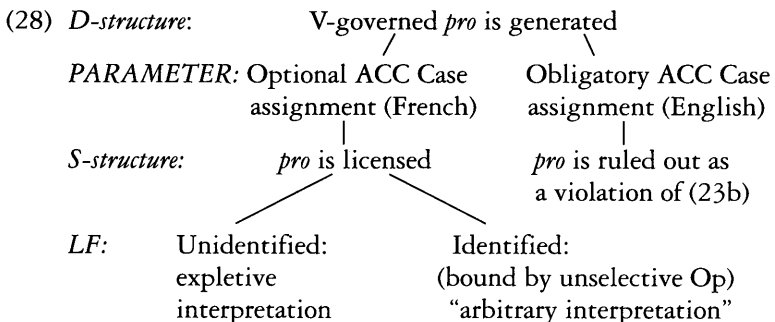 (28) D-structure: V-governed pro is generated
PARAMETER: Optional ACC Case Obligatory ACC Case
assignment (French) assignment (English)
S-structure: pro is licensed pro is ruled out as
a violation of (23b)
LF: Unidentified: Identified:
expletive (bound by unselective Op)
interpretation "arbitrary interpretation"